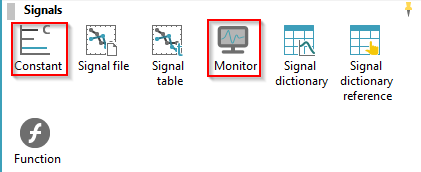 Signals
Constant Signal file Signal table Monitor Signal dictionary Signal dictionary reference
Function